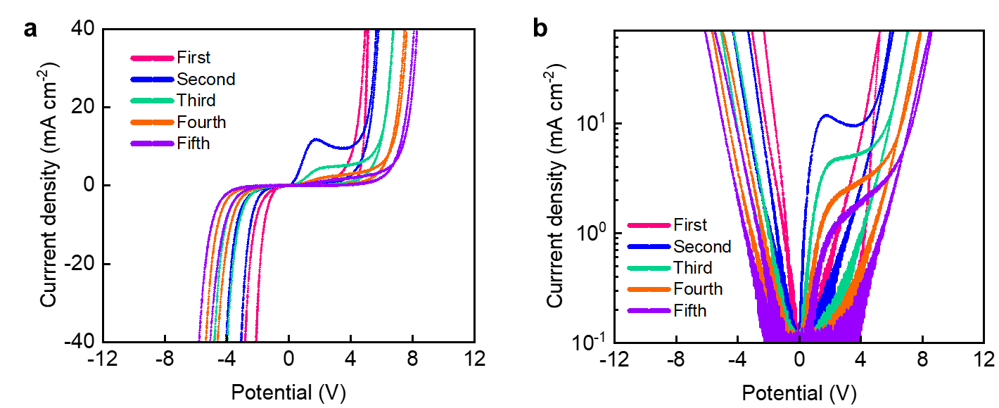 a
Currrent density (mA cm-2)
40
20
0
-20
-40
First
Second
Third
Fourth
Fifth
-12 -8 -4 0 4 8 12
Potential (V)
b
Currrent density (mA cm-2)
10^1
10^0
10^-1
First
Second
Third
Fourth
Fifth
-12 -8 -4 0 4 8 12
Potential (V)